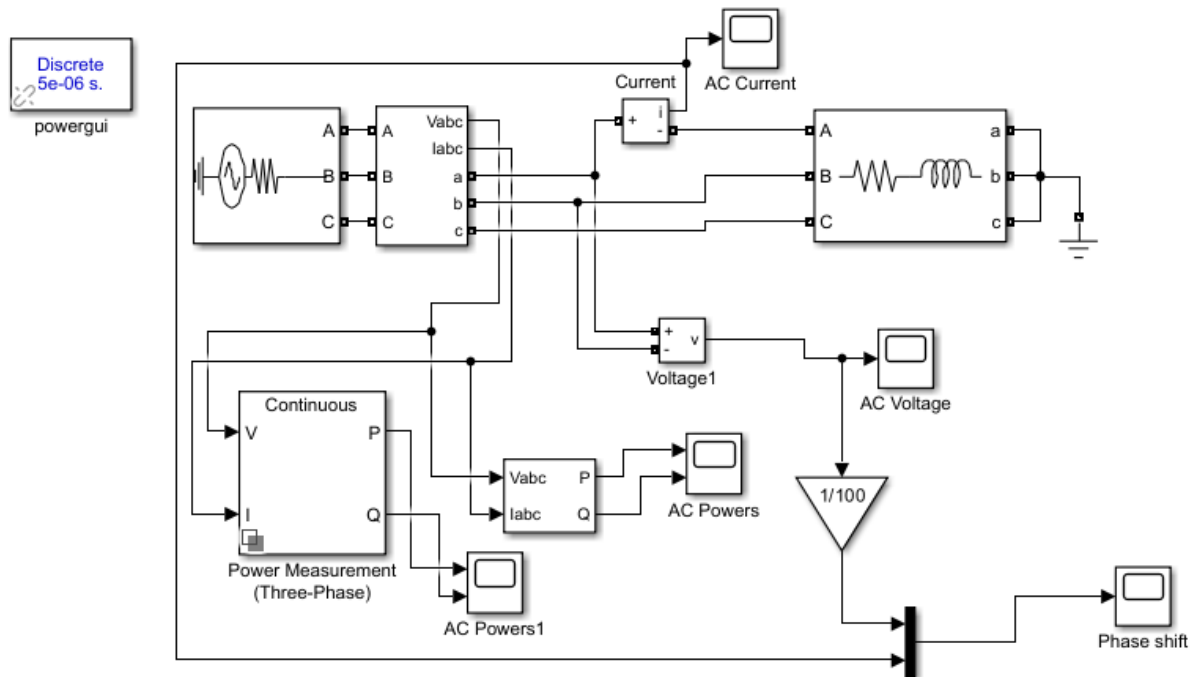 Discrete
5e-06 s.
powergui
A
B
C
A
B
C
Vabc
Iabc
a
b
c
Current
+
i
-
AC Current
A
B
C
a
b
c
+
-
v
Voltage1
AC Voltage
Continuous
V
I
P
Q
Power Measurement
(Three-Phase)
Vabc
Iabc
P
Q
AC Powers
AC Powers1
1/100
Phase shift